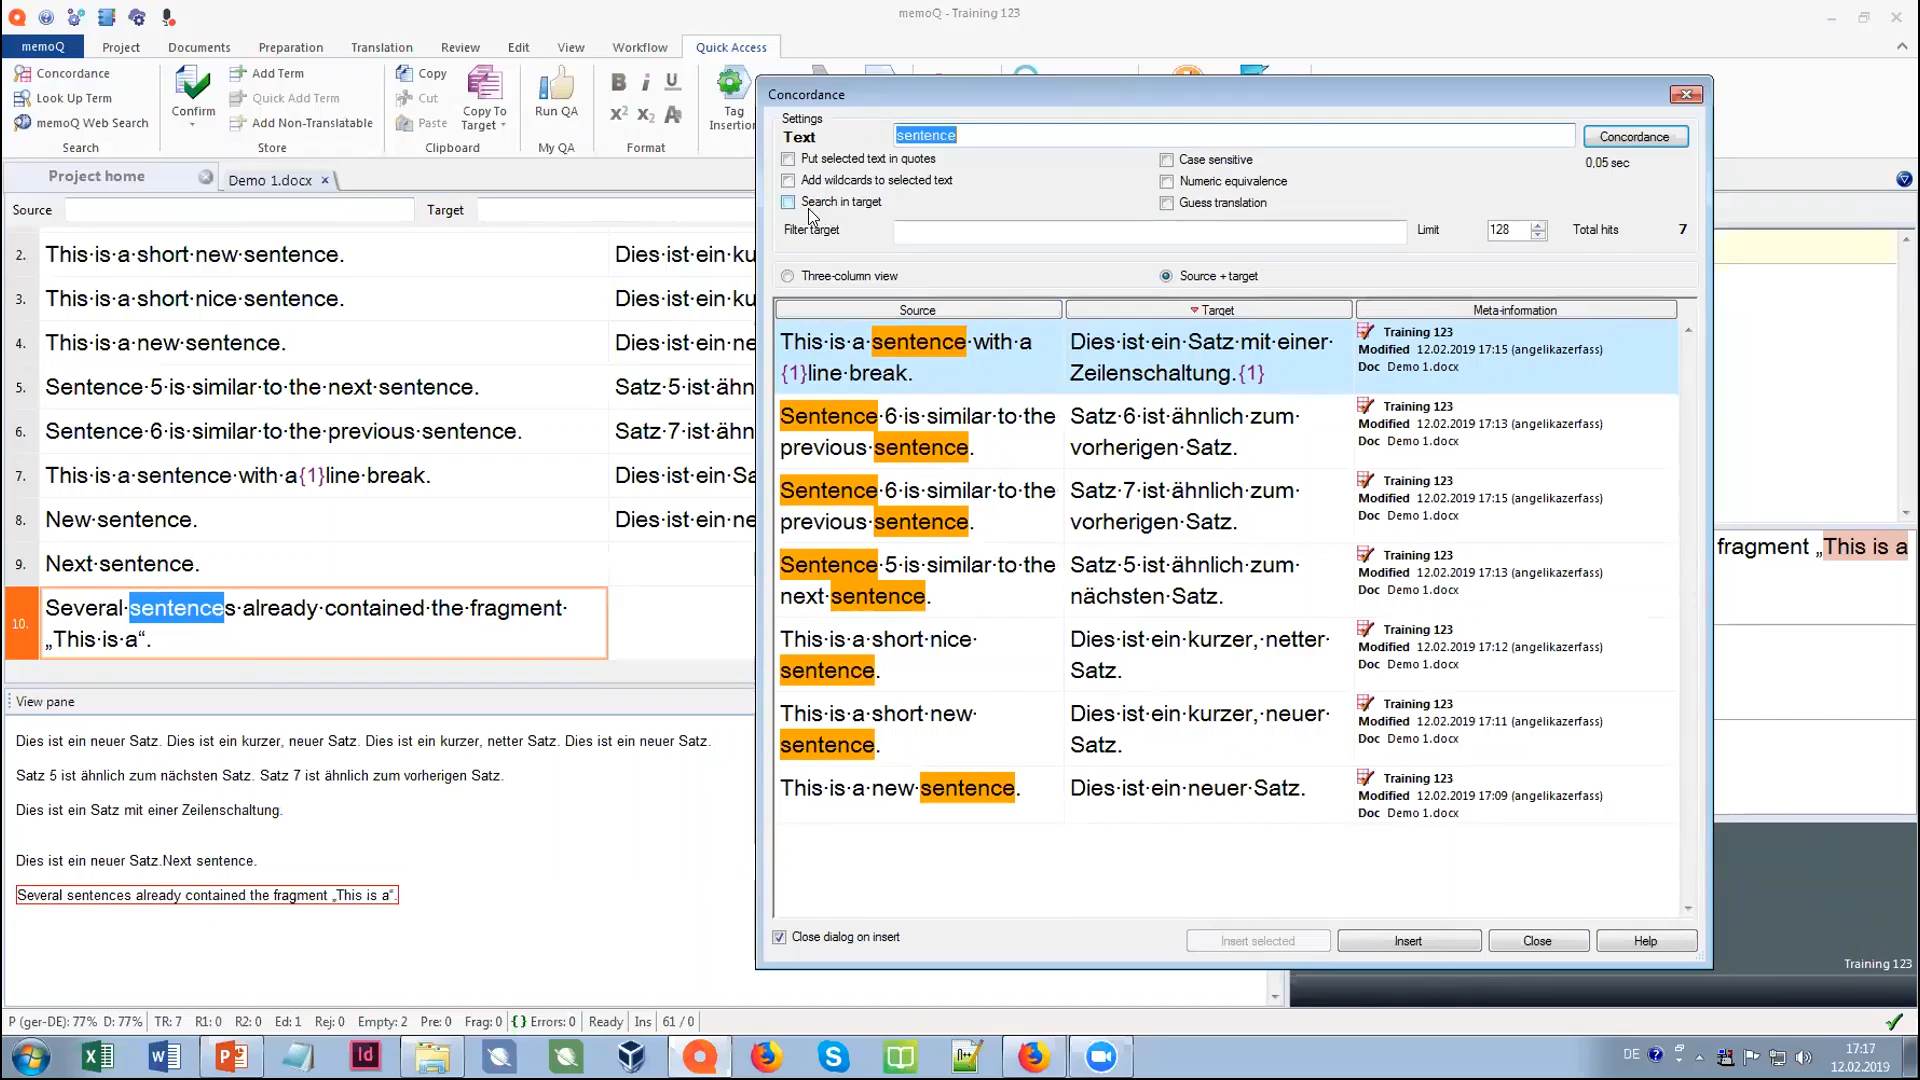 memoQ - Training 123
memoQ
Project
Documents
Preparation
Translation
Review
Edit
View
Workflow
Quick Access
Concordance
Look Up Term
memoQ Web Search
Search
Confirm
Add Term
Quick Add Term
Add Non-Translatable
Store
Copy
Cut
Paste
Copy To
Target
Clipboard
Run QA
My QA
B i U
X² X₂ A
Format
Tag
Insertion
Project home
Demo 1.docx
Source
Target
2. This·is·a·short·new·sentence. Dies·ist·ein·ku
3. This·is·a·short·nice·sentence. Dies·ist·ein·ku
4. This·is·a·new·sentence. Dies·ist·ein·ne
5. Sentence·5·is·similar·to·the·next·sentence. Satz·5·ist·ähn
6. Sentence·6·is·similar·to·the·previous·sentence. Satz·7·ist·ähn
7. This·is·a·sentence·with·a{1}line·break. Dies·ist·ein·Sa
8. New·sentence. Dies·ist·ein·ne
9. Next·sentence.
10. Several·sentences·already·contained·the·fragment·
„This·is·a“.
View pane
Dies ist ein neuer Satz. Dies ist ein kurzer, neuer Satz. Dies ist ein kurzer, netter Satz. Dies ist ein neuer Satz.
Satz 5 ist ähnlich zum nächsten Satz. Satz 7 ist ähnlich zum vorherigen Satz.
Dies ist ein Satz mit einer Zeilenschaltung.
Dies ist ein neuer Satz.Next sentence.
Several sentences already contained the fragment „This is a“.
Concordance
Settings
Text
sentence
Concordance
Put selected text in quotes
Case sensitive
0,05 sec
Add wildcards to selected text
Numeric equivalence
Search in target
Guess translation
Filter target
Limit
128
Total hits
7
Three-column view
Source + target
Source
Target
Meta-information
This·is·a·sentence·with·a
{1}line·break.
Dies·ist·ein·Satz·mit·einer·
Zeilenschaltung.{1}
Training 123
Modified 12.02.2019 17:15 (angelikazerfass)
Doc Demo 1.docx
Sentence·6·is·similar·to·the
previous·sentence.
Satz·6·ist·ähnlich·zum·
vorherigen·Satz.
Training 123
Modified 12.02.2019 17:13 (angelikazerfass)
Doc Demo 1.docx
Sentence·6·is·similar·to·the
previous·sentence.
Satz·7·ist·ähnlich·zum·
vorherigen·Satz.
Training 123
Modified 12.02.2019 17:15 (angelikazerfass)
Doc Demo 1.docx
Sentence·5·is·similar·to·the
next·sentence.
Satz·5·ist·ähnlich·zum·
nächsten·Satz.
Training 123
Modified 12.02.2019 17:13 (angelikazerfass)
Doc Demo 1.docx
This·is·a·short·nice·
sentence.
Dies·ist·ein·kurzer,·netter·
Satz.
Training 123
Modified 12.02.2019 17:12 (angelikazerfass)
Doc Demo 1.docx
This·is·a·short·new·
sentence.
Dies·ist·ein·kurzer,·neuer·
Satz.
Training 123
Modified 12.02.2019 17:11 (angelikazerfass)
Doc Demo 1.docx
This·is·a·new·sentence.
Dies·ist·ein·neuer·Satz.
Training 123
Modified 12.02.2019 17:09 (angelikazerfass)
Doc Demo 1.docx
Close dialog on insert
Insert selected
Insert
Close
Help
fragment „This is a
Training 123
P (ger-DE): 77% D: 77% TR: 7 R1: 0 R2: 0 Ed: 1 Rej: 0 Empty: 2 Pre: 0 Frag: 0 {} Errors: 0 Ready Ins 61 / 0
DE
17:17
12.02.2019